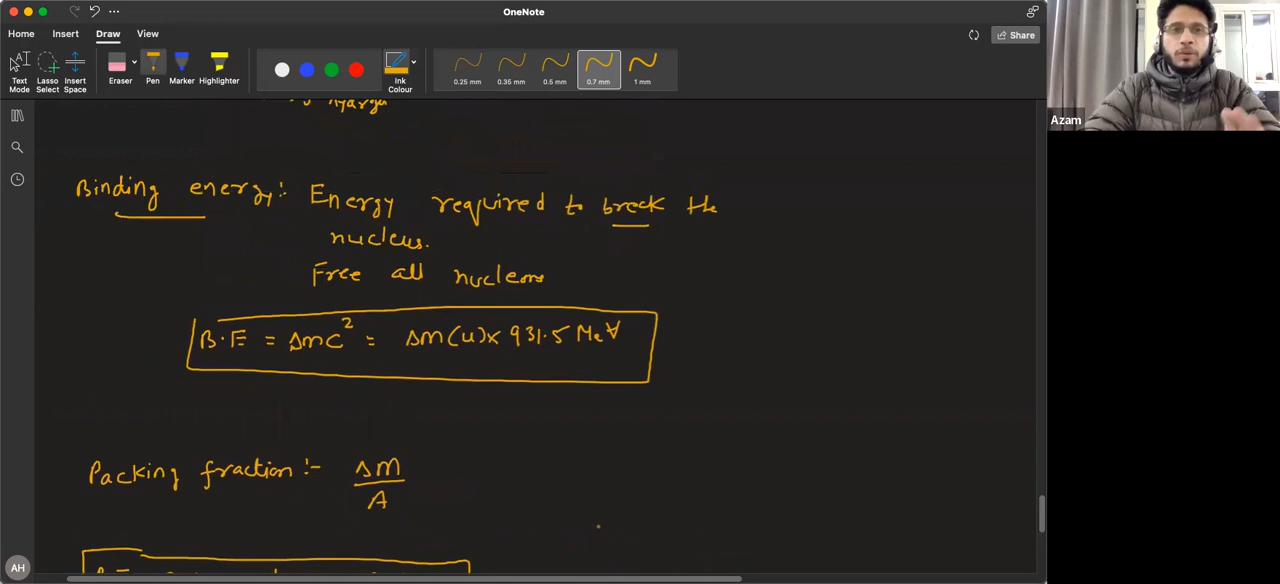 OneNote
Home Insert Draw View
Share
Text Mode
Lasso Select
Insert Space
Eraser
Pen
Marker
Highlighter
Ink Colour
0.25 mm
0.35 mm
0.5 mm
0.7 mm
1 mm
Azam
Binding energy:- Energy required to break the
nucleus.
Free all nucleons
B.E = Δmc² = Δm(u)x 931.5 MeV
Packing fraction :- ΔM
A
AH